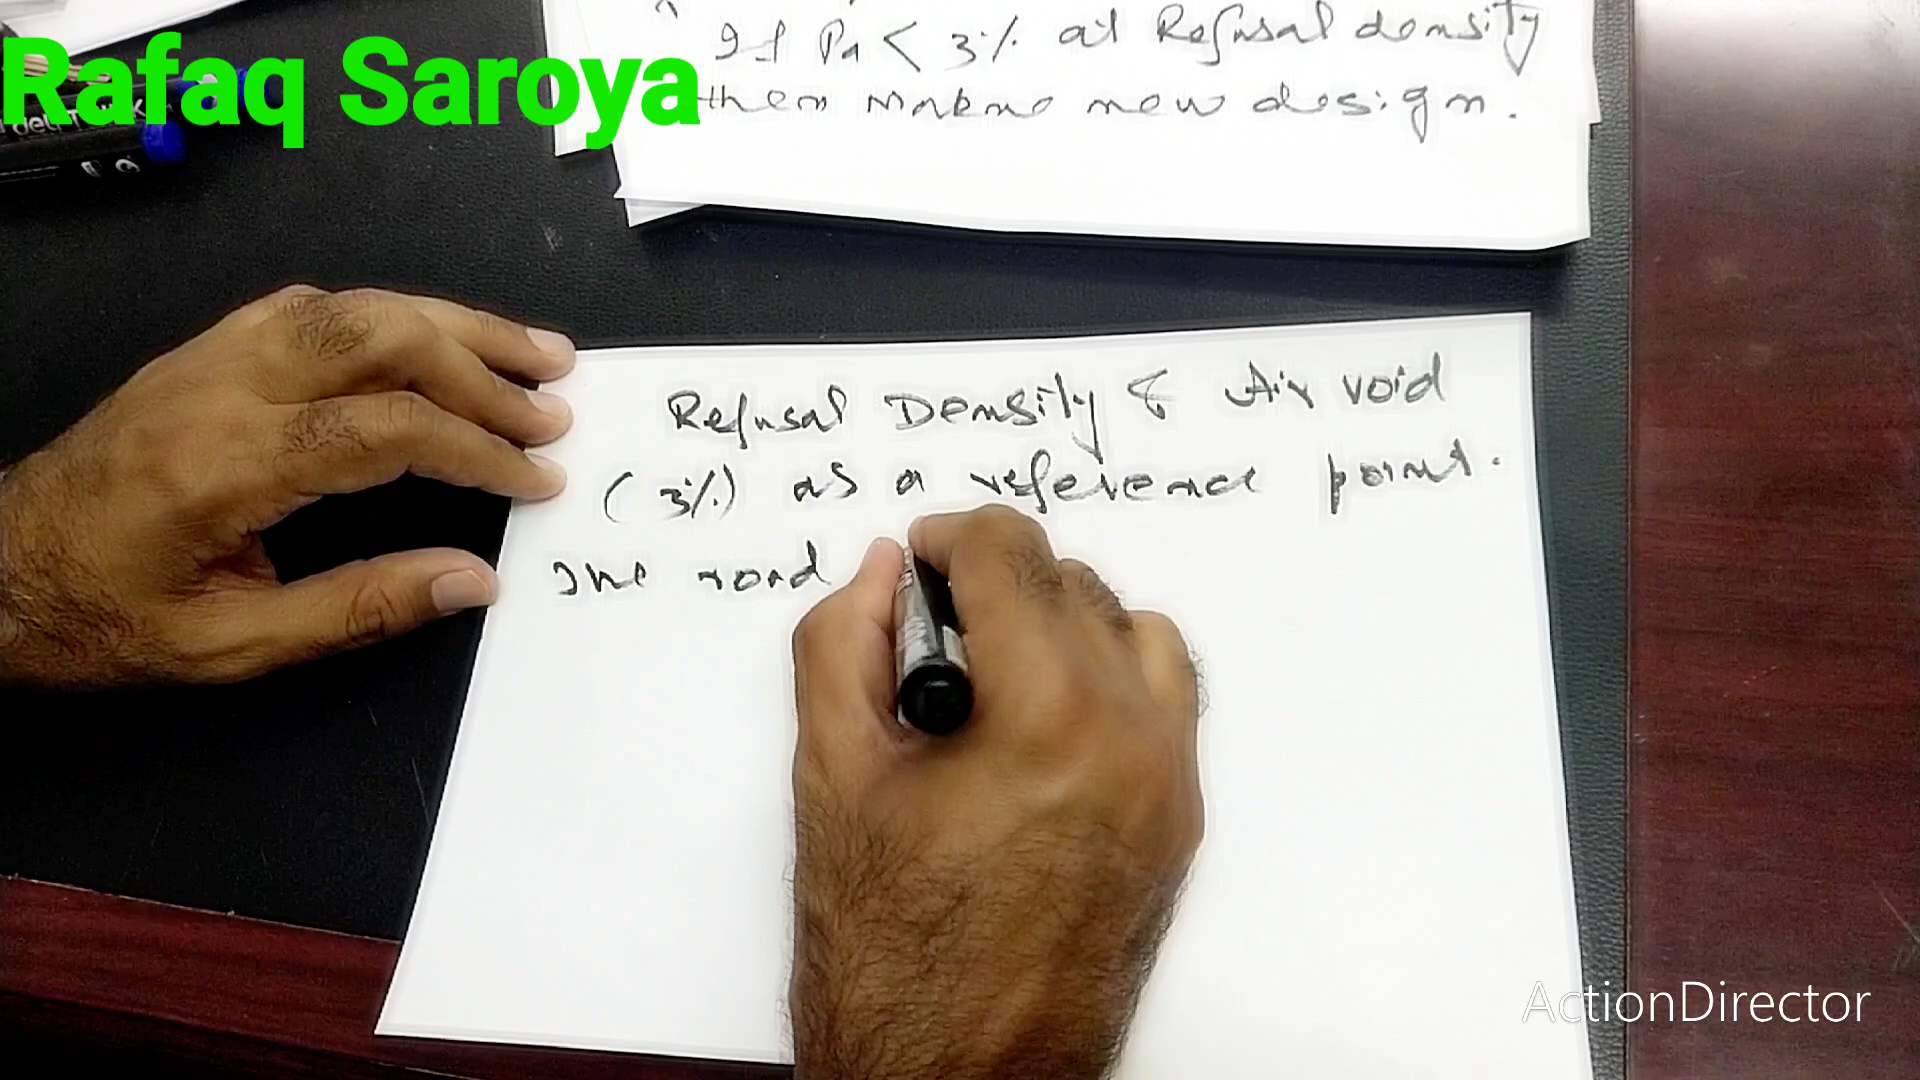 If Pa < 3% at Refusal density
then Make new design.
Rafaq Saroya
Refusal Density & Air void
(3%) as a reference point.
The road
ActionDirector